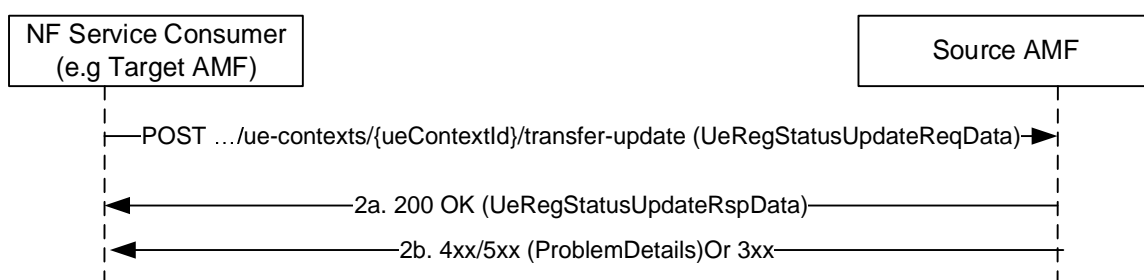 NF Service Consumer
(e.g Target AMF)
Source AMF
POST …/ue-contexts/{ueContextId}/transfer-update (UeRegStatusUpdateReqData)
2a. 200 OK (UeRegStatusUpdateRspData)
2b. 4xx/5xx (ProblemDetails)Or 3xx